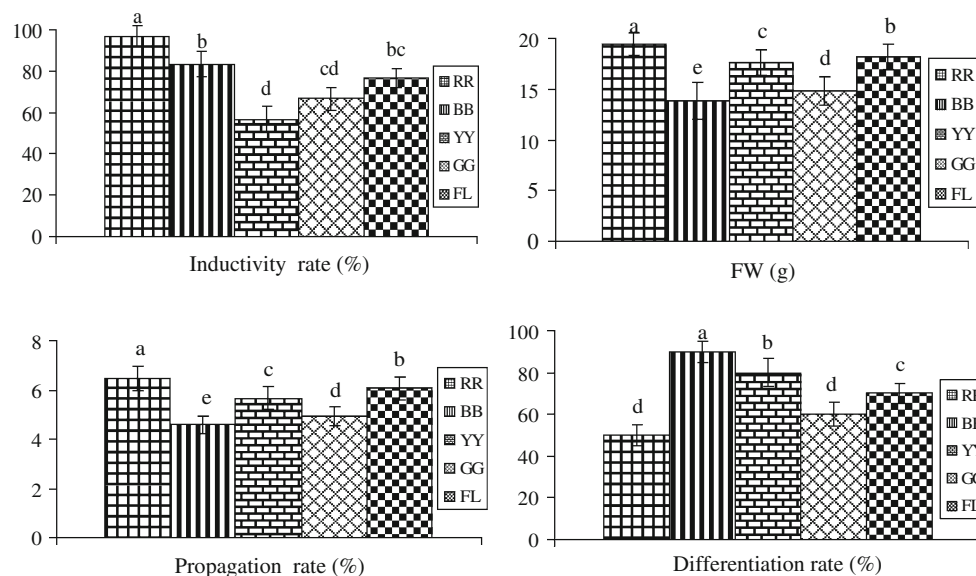 100
80
60
40
20
0
a
b
d
cd
bc
RR
BB
YY
GG
FL
Inductivity rate (%)
20
15
10
5
0
a
e
c
d
b
RR
BB
YY
GG
FL
FW (g)
8
6
4
2
0
a
e
c
d
b
RR
BB
YY
GG
FL
Propagation rate (%)
100
80
60
40
20
0
d
a
b
d
c
Differentiation rate (%)